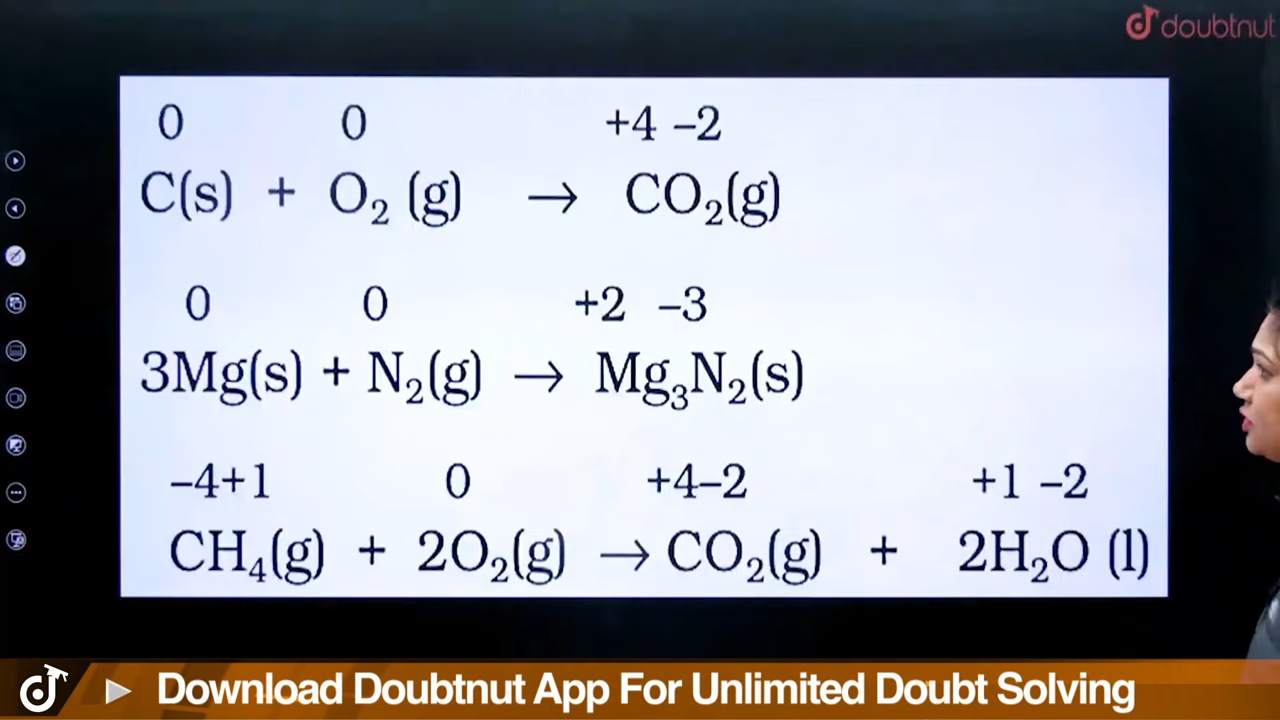 doubtnut
0 0 +4 –2
C(s) + O₂ (g) → CO₂(g)
0 0 +2 –3
3Mg(s) + N₂(g) → Mg₃N₂(s)
–4+1 0 +4–2 +1 –2
CH₄(g) + 2O₂(g) → CO₂(g) + 2H₂O (l)
Download Doubtnut App For Unlimited Doubt Solving